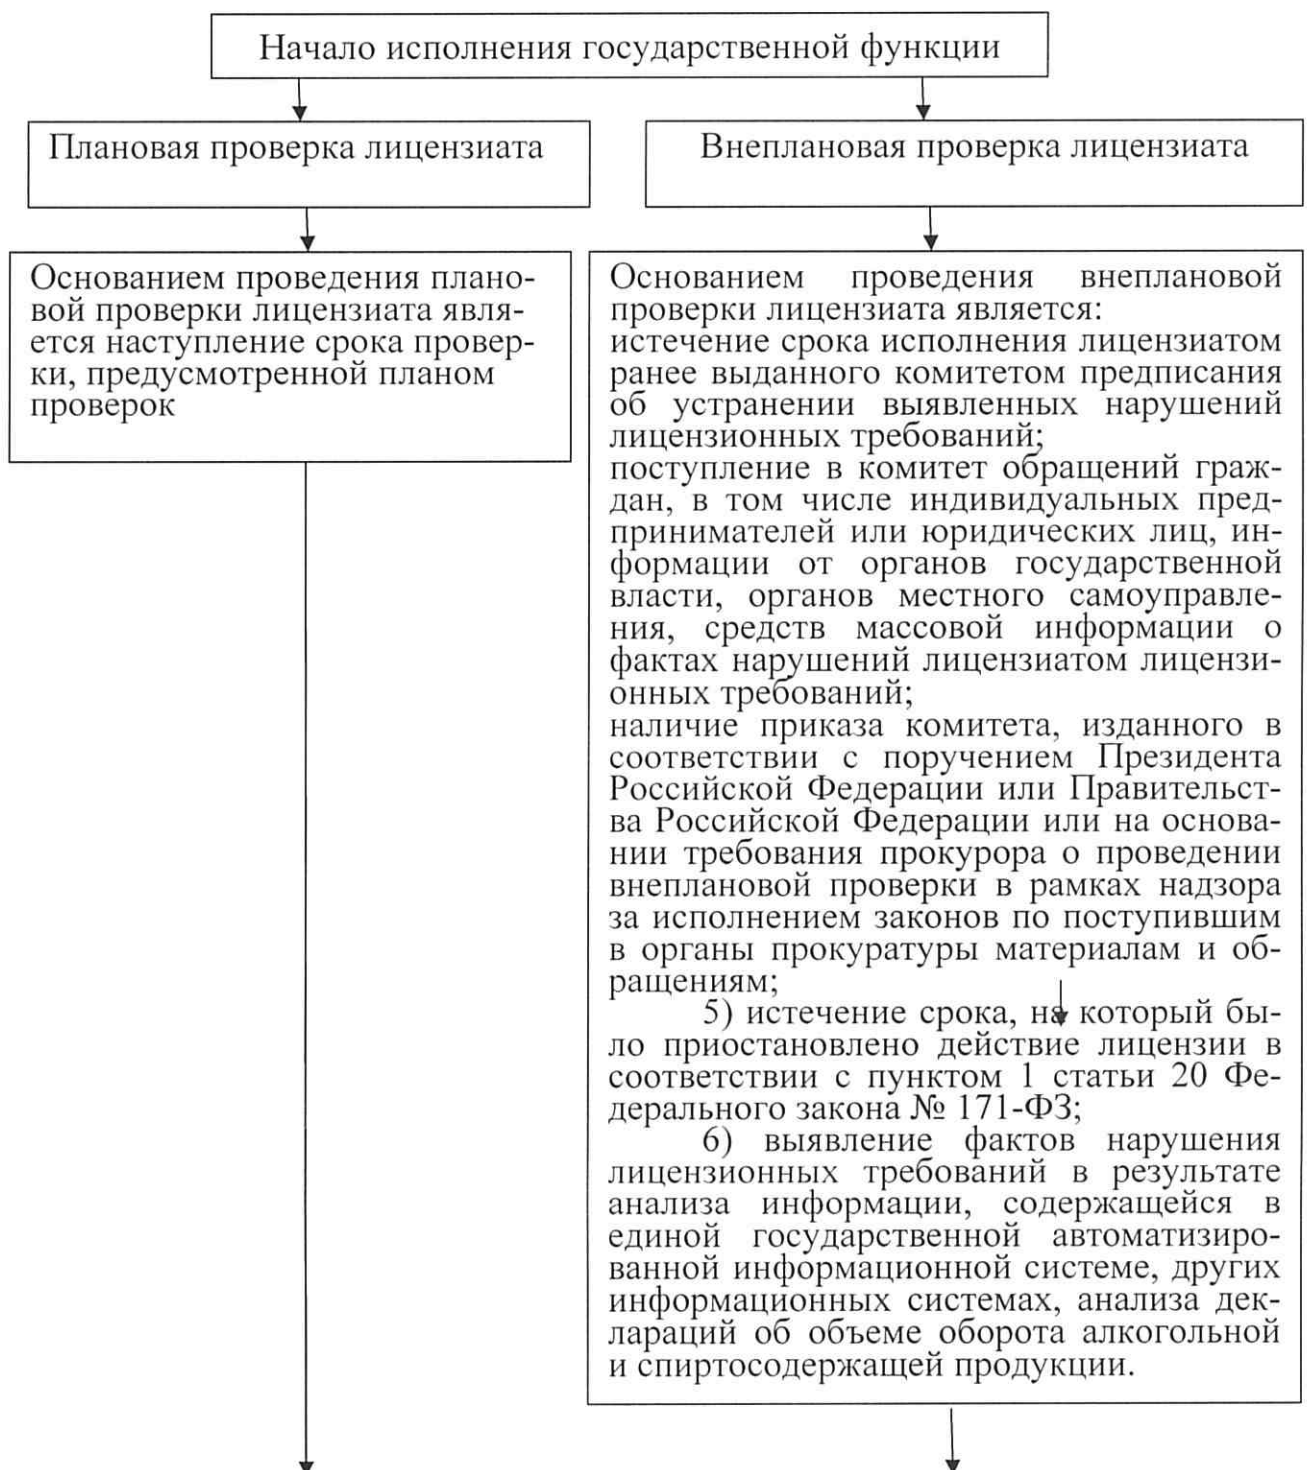 Начало исполнения государственной функции
Плановая проверка лицензиата
Внеплановая проверка лицензиата
Основанием проведения плано-
вой проверки лицензиата явля-
ется наступление срока провер-
ки, предусмотренной планом
проверок
Основанием проведения внеплановой
проверки лицензиата является:
истечение срока исполнения лицензиатом
ранее выданного комитетом предписания
об устранении выявленных нарушений
лицензионных требований;
поступление в комитет обращений граж-
дан, в том числе индивидуальных пред-
принимателей или юридических лиц, ин-
формации от органов государственной
власти, органов местного самоуправле-
ния, средств массовой информации о
фактах нарушений лицензиатом лицензи-
онных требований;
наличие приказа комитета, изданного в
соответствии с поручением Президента
Российской Федерации или Правительст-
ва Российской Федерации или на основа-
нии требования прокурора о проведении
внеплановой проверки в рамках надзора
за исполнением законов по поступившим
в органы прокуратуры материалам и об-
ращениям;
5) истечение срока, на который бы-
ло приостановлено действие лицензии в
соответствии с пунктом 1 статьи 20 Фе-
дерального закона № 171-ФЗ;
6) выявление фактов нарушения
лицензионных требований в результате
анализа информации, содержащейся в
единой государственной автоматизиро-
ванной информационной системе, других
информационных системах, анализа дек-
лараций об объеме оборота алкогольной
и спиртосодержащей продукции.